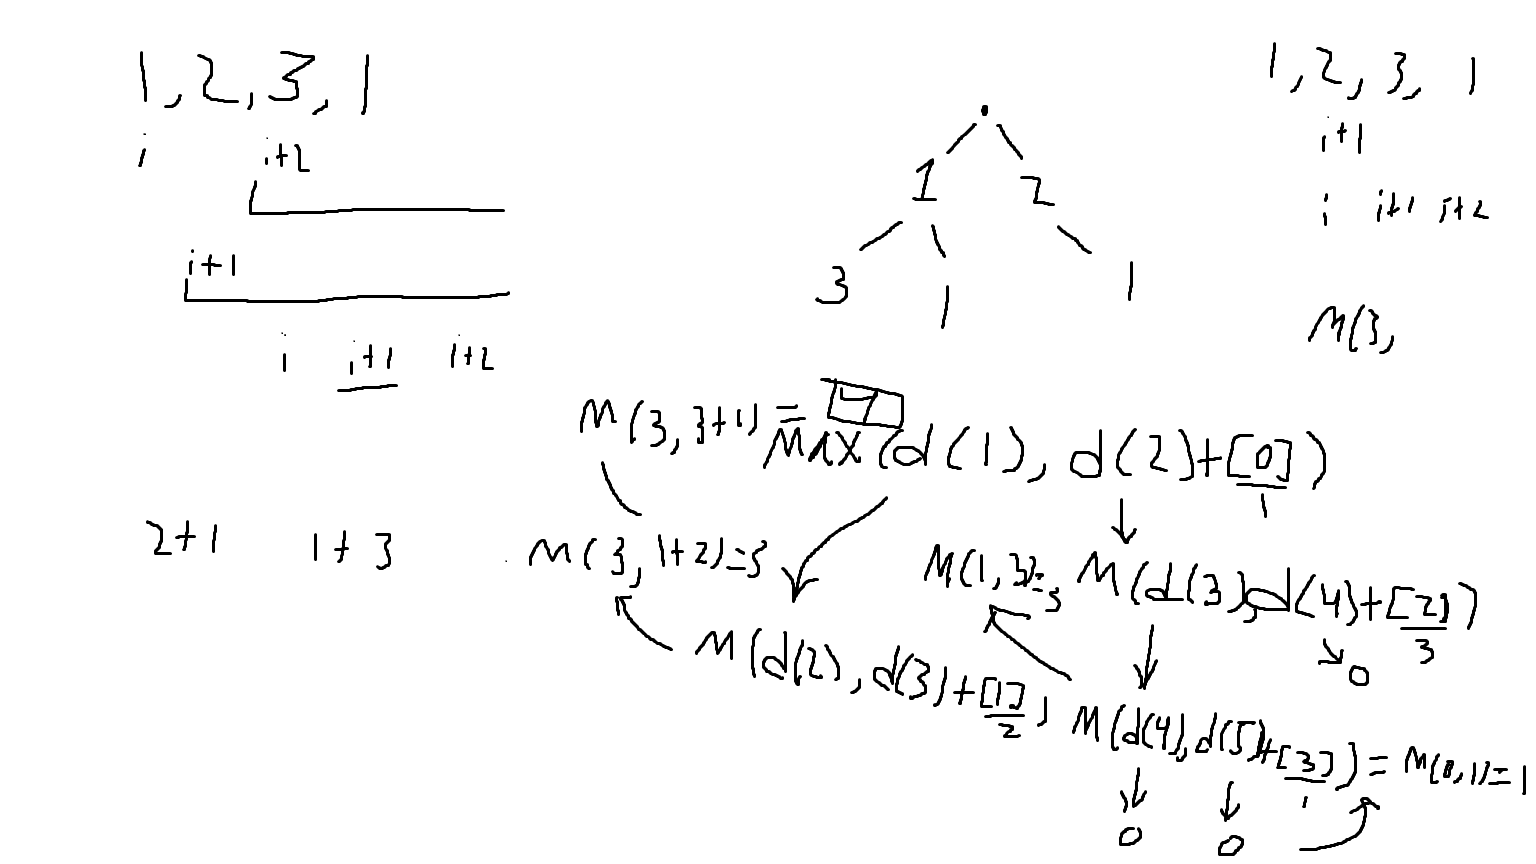 1, 2, 3, 1
i i+2
i+1
i i+1 i+2
2+1 1+3
1 2
3 1 1
1, 2, 3, 1
i+1
i i+1 i+2
M(3,
4
M(3, 3+1) = MAX(d(1), d(2)+[0])
1
M(3, 1+2)=3
M(1, 3)=3
M(d(3), d(4)+[2])
3
0
M(d(2), d(3)+[1])
2
M(d(4), d(5)+[3]) = M(0, 1)=1
1
0 0